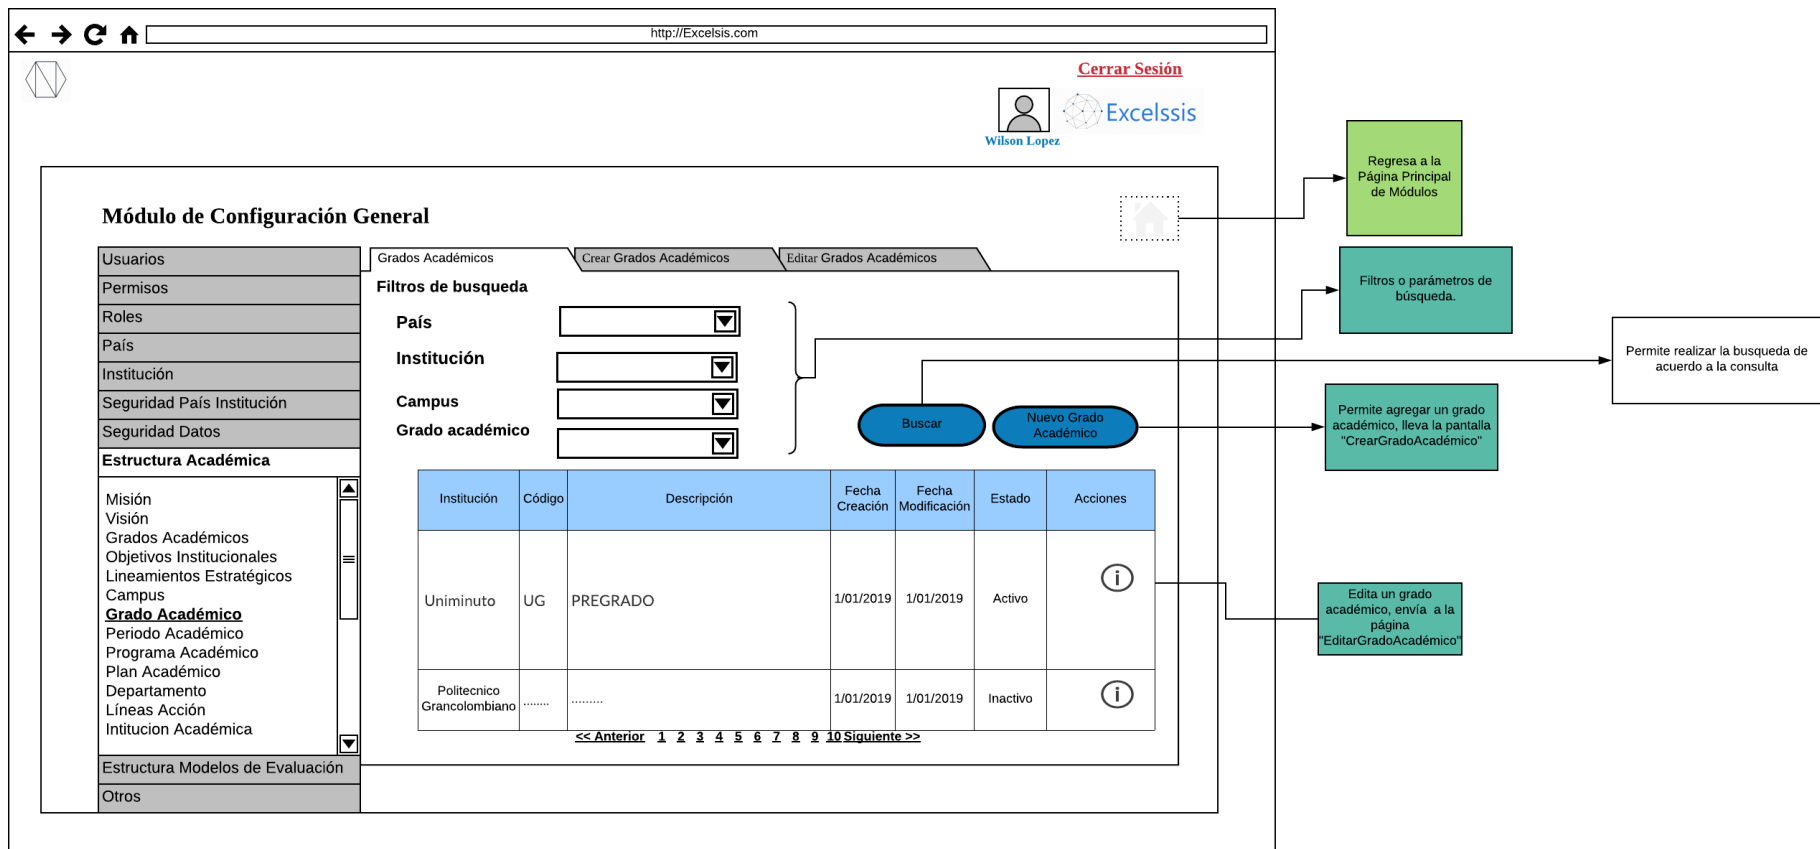 http://Excelsis.com
Cerrar Sesión
Excelssis
Wilson Lopez
Módulo de Configuración General
Usuarios
Permisos
Roles
País
Institución
Seguridad País Institución
Seguridad Datos
Estructura Académica
Misión
Visión
Grados Académicos
Objetivos Institucionales
Lineamientos Estratégicos
Campus
Grado Académico
Periodo Académico
Programa Académico
Plan Académico
Departamento
Líneas Acción
Intitucion Académica
Estructura Modelos de Evaluación
Otros
Grados Académicos
Crear Grados Académicos
Editar Grados Académicos
Filtros de busqueda
País
Institución
Campus
Grado académico
Buscar
Nuevo Grado
Académico
Institución Código Descripción Fecha Creación Fecha Modificación Estado Acciones
Uniminuto UG PREGRADO 1/01/2019 1/01/2019 Activo i
Politecnico Grancolombiano ........ ......... 1/01/2019 1/01/2019 Inactivo i
<< Anterior 1 2 3 4 5 6 7 8 9 10 Siguiente >>
Regresa a la
Página Principal
de Módulos
Filtros o parámetros de
búsqueda.
Permite realizar la busqueda de
acuerdo a la consulta
Permite agregar un grado
académico, lleva la pantalla
"CrearGradoAcadémico"
Edita un grado
académico, envía a la
página
"EditarGradoAcadémico"